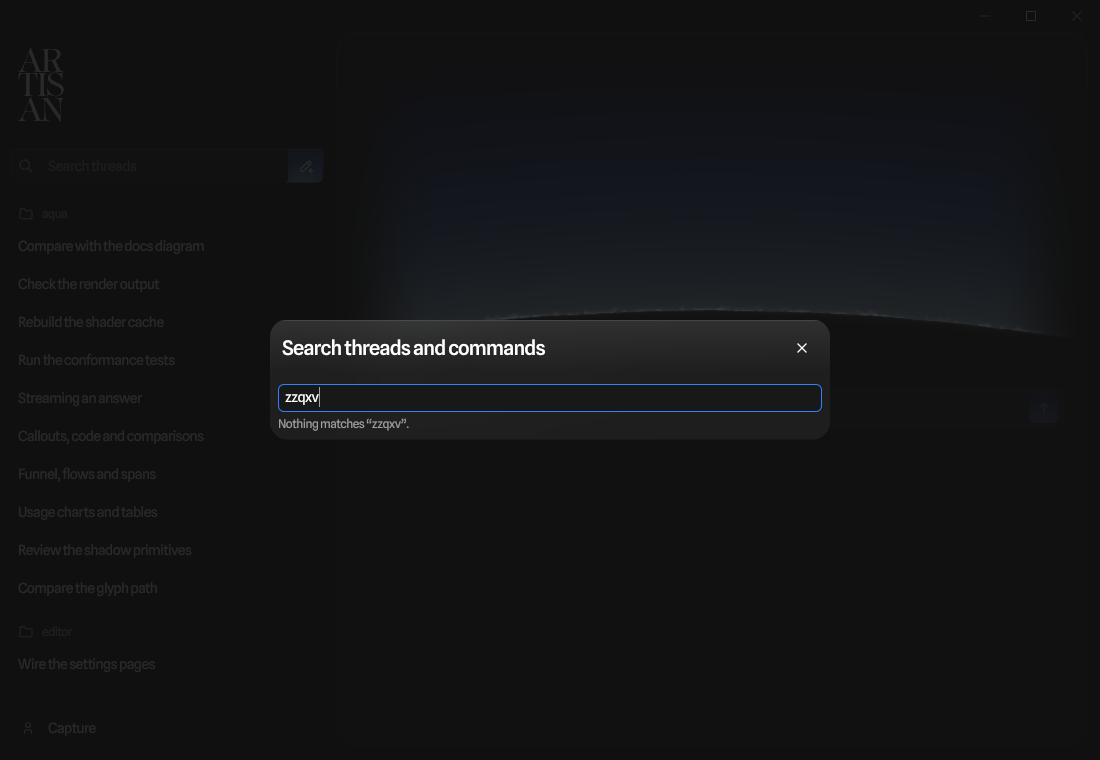 AR
TIS
AN
Search threads
aqua
Compare with the docs diagram
Check the render output
Rebuild the shader cache
Run the conformance tests
Streaming an answer
Callouts, code and comparisons
Funnel, flows and spans
Usage charts and tables
Review the shadow primitives
Compare the glyph path
editor
Wire the settings pages
Capture
Search threads and commands
zzqxv
Nothing matches “zzqxv”.